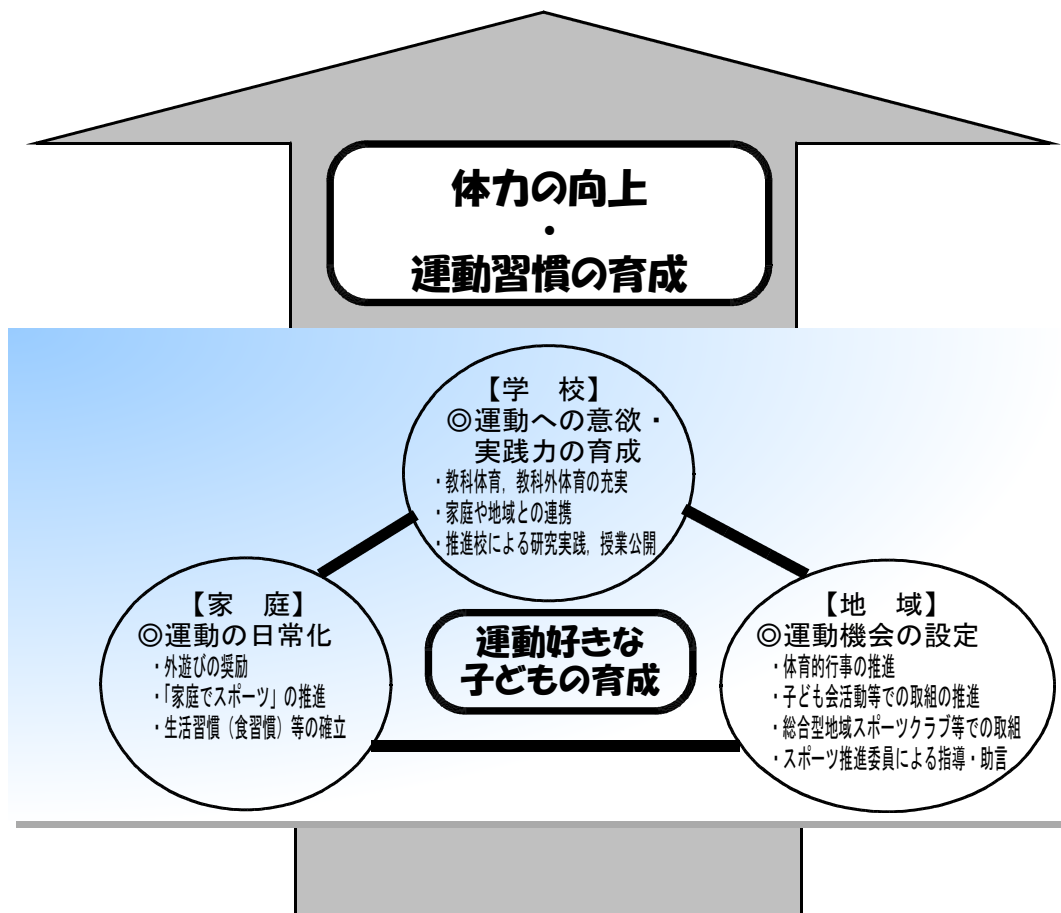 体力の向上
・
運動習慣の育成
【学　校】
◎運動への意欲・
実践力の育成
・教科体育，教科外体育の充実
・家庭や地域との連携
・推進校による研究実践，授業公開
【家　庭】
◎運動の日常化
・外遊びの奨励
・「家庭でスポーツ」の推進
・生活習慣（食習慣）等の確立
運動好きな
子どもの育成
【地　域】
◎運動機会の設定
・体育的行事の推進
・子ども会活動等での取組の推進
・総合型地域スポーツクラブ等での取組
・スポーツ推進委員による指導・助言